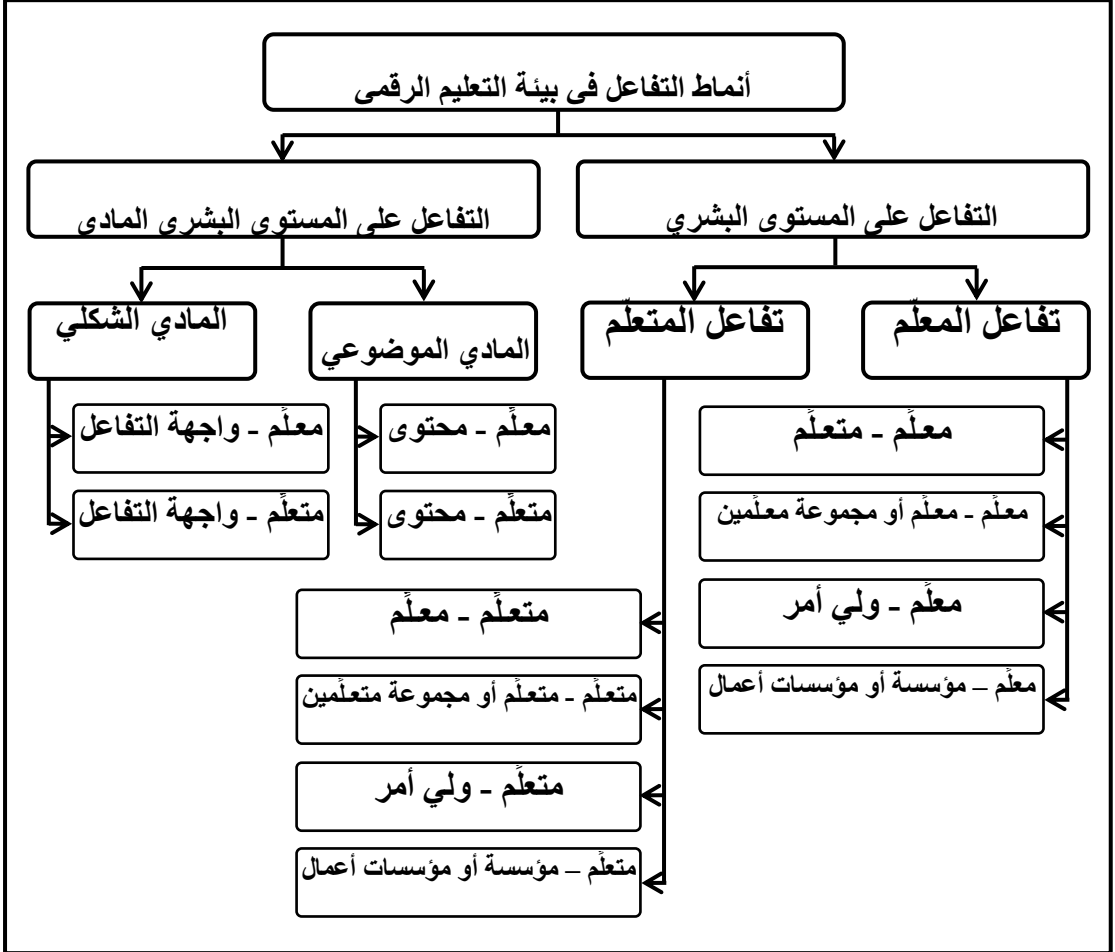 أنماط التفاعل فى بيئة التعليم الرقمى
التفاعل على المستوى البشري
التفاعل على المستوى البشرى المادى
تفاعل المعلّم
تفاعل المتعلّم
المادي الموضوعي
المادي الشكلي
معلّم - متعلّم
معلّم - معلّم أو مجموعة معلّمين
معلّم - ولي أمر
معلّم – مؤسسة أو مؤسسات أعمال
متعلّم - معلّم
متعلّم - متعلّم أو مجموعة متعلّمين
متعلّم - ولي أمر
متعلّم – مؤسسة أو مؤسسات أعمال
معلّم - محتوى
متعلّم - محتوى
معلّم - واجهة التفاعل
متعلّم - واجهة التفاعل